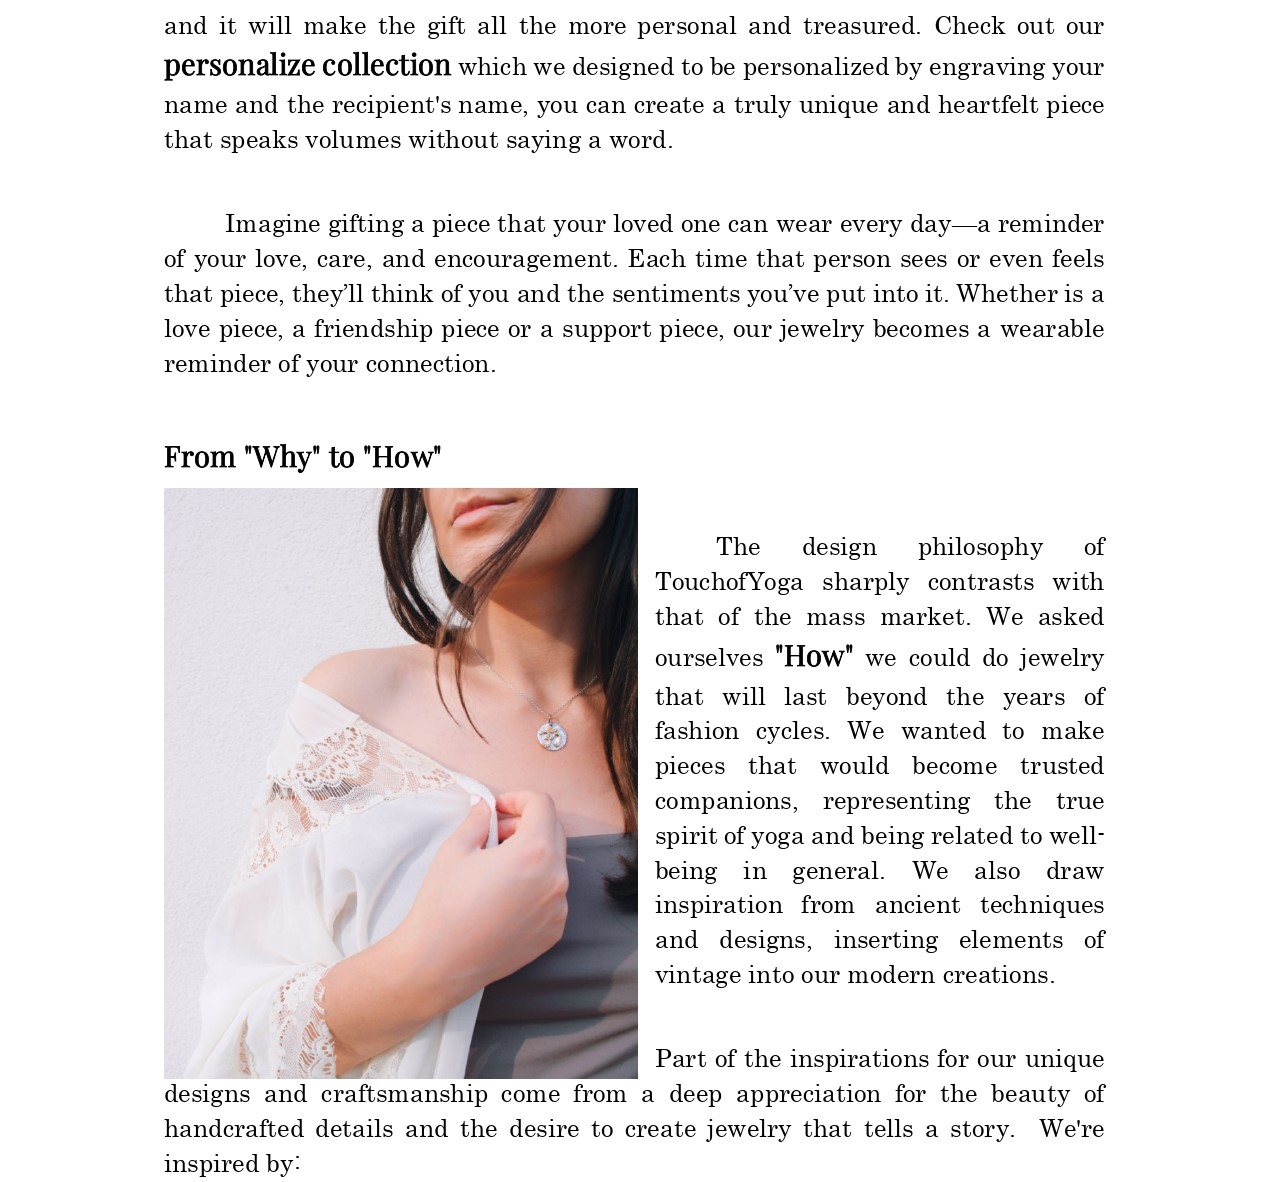 and it will make the gift all the more personal and treasured. Check out our
personalize collection which we designed to be personalized by engraving your
name and the recipient's name, you can create a truly unique and heartfelt piece
that speaks volumes without saying a word.
Imagine gifting a piece that your loved one can wear every day—a reminder
of your love, care, and encouragement. Each time that person sees or even feels
that piece, they’ll think of you and the sentiments you’ve put into it. Whether is a
love piece, a friendship piece or a support piece, our jewelry becomes a wearable
reminder of your connection.
From "Why" to "How"
The design philosophy of
TouchofYoga sharply contrasts with
that of the mass market. We asked
ourselves "How" we could do jewelry
that will last beyond the years of
fashion cycles. We wanted to make
pieces that would become trusted
companions, representing the true
spirit of yoga and being related to well-
being in general. We also draw
inspiration from ancient techniques
and designs, inserting elements of
vintage into our modern creations.
Part of the inspirations for our unique
designs and craftsmanship come from a deep appreciation for the beauty of
handcrafted details and the desire to create jewelry that tells a story.  We're
inspired by: